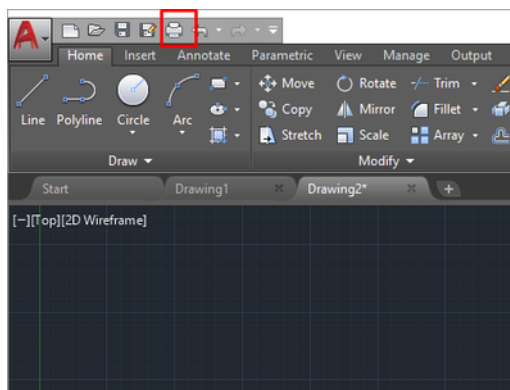 A
Home Insert Annotate Parametric View Manage Output
Line Polyline Circle Arc
Move Rotate Trim
Copy Mirror Fillet
Stretch Scale Array
Draw Modify
Start Drawing1 Drawing2*
[−][Top][2D Wireframe]